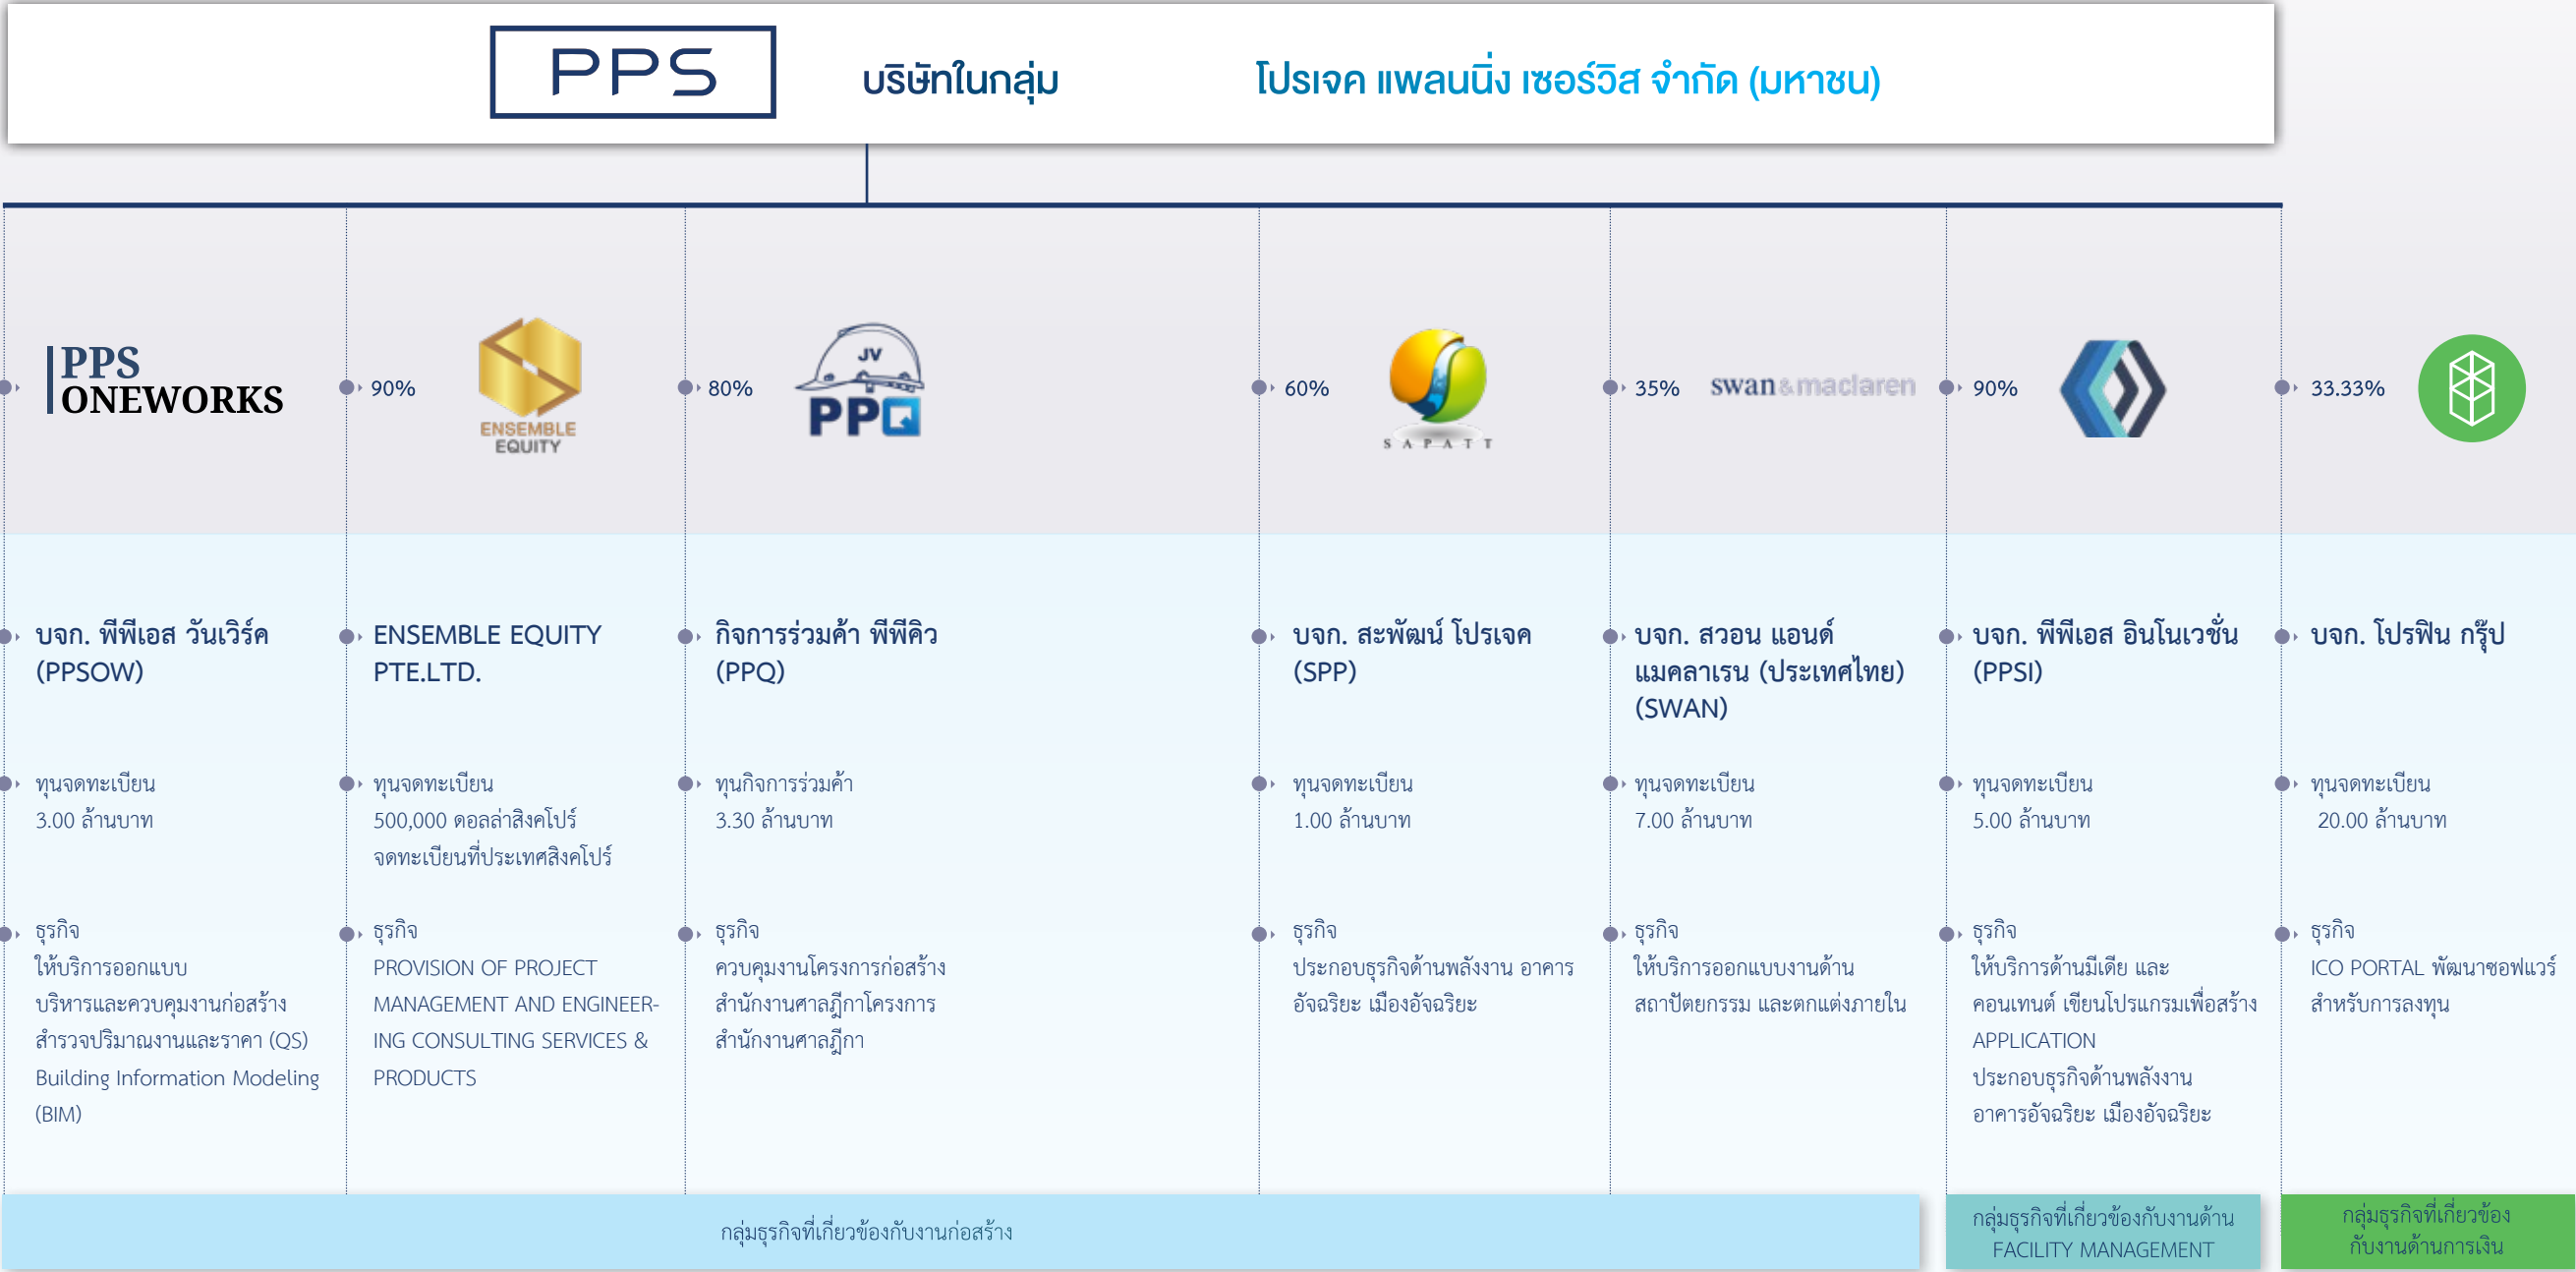 PPS
บริษัทในกลุ่ม
โปรเจค แพลนนิ่ง เซอร์วิส จำกัด (มหาชน)
PPS
ONEWORKS
90%
ENSEMBLE
EQUITY
80%
JV
PPQ
60%
SAPATT
35%
swan&maclaren
90%
33.33%
บจก. พีพีเอส วันเวิร์ค
(PPSOW)
ทุนจดทะเบียน
3.00 ล้านบาท
ธุรกิจ
ให้บริการออกแบบ
บริหารและควบคุมงานก่อสร้าง
สำรวจปริมาณงานและราคา (QS)
Building Information Modeling
(BIM)
ENSEMBLE EQUITY
PTE.LTD.
ทุนจดทะเบียน
500,000 ดอลล่าสิงคโปร์
จดทะเบียนที่ประเทศสิงคโปร์
ธุรกิจ
PROVISION OF PROJECT
MANAGEMENT AND ENGINEER-
ING CONSULTING SERVICES &
PRODUCTS
กิจการร่วมค้า พีพีคิว
(PPQ)
ทุนกิจการร่วมค้า
3.30 ล้านบาท
ธุรกิจ
ควบคุมงานโครงการก่อสร้าง
สำนักงานศาลฎีกาโครงการ
สำนักงานศาลฎีกา
บจก. สะพัฒน์ โปรเจค
(SPP)
ทุนจดทะเบียน
1.00 ล้านบาท
ธุรกิจ
ประกอบธุรกิจด้านพลังงาน อาคาร
อัจฉริยะ เมืองอัจฉริยะ
บจก. สวอน แอนด์
แมคลาเรน (ประเทศไทย)
(SWAN)
ทุนจดทะเบียน
7.00 ล้านบาท
ธุรกิจ
ให้บริการออกแบบงานด้าน
สถาปัตยกรรม และตกแต่งภายใน
บจก. พีพีเอส อินโนเวชั่น
(PPSI)
ทุนจดทะเบียน
5.00 ล้านบาท
ธุรกิจ
ให้บริการด้านมีเดีย และ
คอนเทนต์ เขียนโปรแกรมเพื่อสร้าง
APPLICATION
ประกอบธุรกิจด้านพลังงาน
อาคารอัจฉริยะ เมืองอัจฉริยะ
บจก. โปรฟิน กรุ๊ป
ทุนจดทะเบียน
20.00 ล้านบาท
ธุรกิจ
ICO PORTAL พัฒนาซอฟแวร์
สำหรับการลงทุน
กลุ่มธุรกิจที่เกี่ยวข้องกับงานก่อสร้าง
กลุ่มธุรกิจที่เกี่ยวข้องกับงานด้าน
FACILITY MANAGEMENT
กลุ่มธุรกิจที่เกี่ยวข้อง
กับงานด้านการเงิน